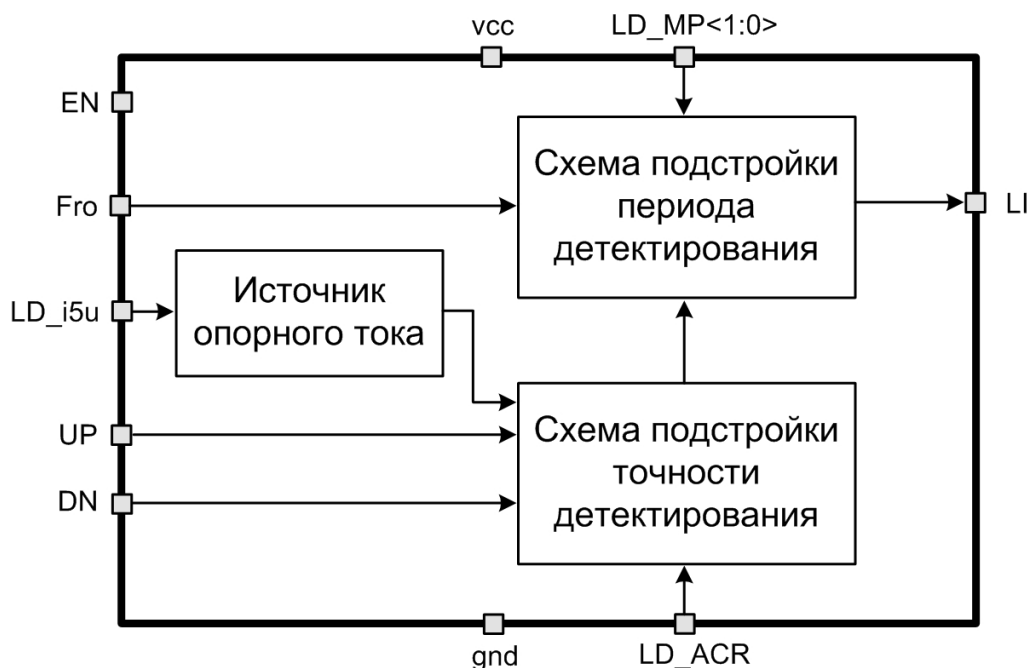 vcc
LD_MP<1:0>
EN
Схема подстройки
периода
детектирования
Fro
LI
Источник
опорного тока
LD_i5u
UP
Схема подстройки
точности
детектирования
DN
gnd
LD_ACR